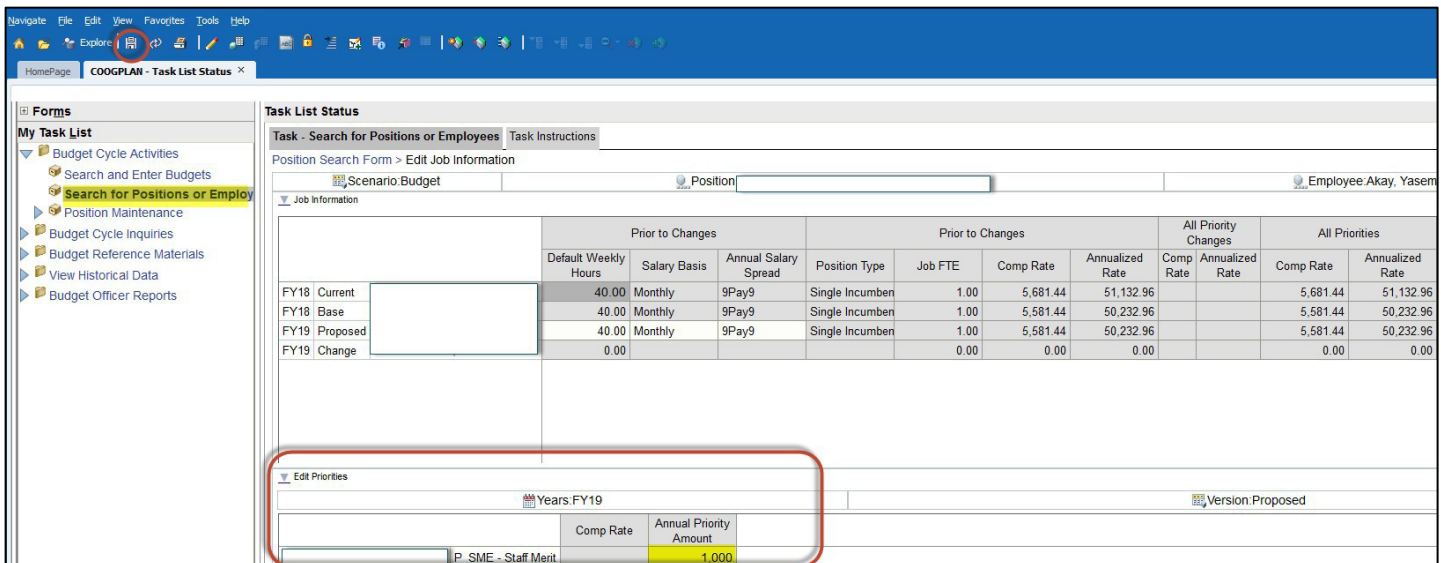 Navigate File Edit View Favorites Tools Help
Explore
HomePage COOGPLAN - Task List Status ×
Forms
Task List Status
My Task List
Task - Search for Positions or Employees Task Instructions
Budget Cycle Activities
Position Search Form > Edit Job Information
Search and Enter Budgets
Scenario:Budget Position Employee:Akay, Yasem
Search for Positions or Employ
Job Information
Position Maintenance
Budget Cycle Inquiries
Budget Reference Materials
View Historical Data
Budget Officer Reports
Prior to Changes Prior to Changes All Priority Changes All Priorities
Default Weekly Hours Salary Basis Annual Salary Spread Position Type Job FTE Comp Rate Annualized Rate Comp Rate Annualized Rate Comp Rate Annualized Rate
FY18 Current 40.00 Monthly 9Pay9 Single Incumben 1.00 5,681.44 51,132.96 5,681.44 51,132.96
FY18 Base 40.00 Monthly 9Pay9 Single Incumben 1.00 5,581.44 50,232.96 5,581.44 50,232.96
FY19 Proposed 40.00 Monthly 9Pay9 Single Incumben 1.00 5,581.44 50,232.96 5,581.44 50,232.96
FY19 Change 0.00 0.00 0.00 0.00 0.00 0.00
Edit Priorities
Years:FY19 Version:Proposed
Comp Rate Annual Priority Amount
P_SME - Staff Merit 1,000